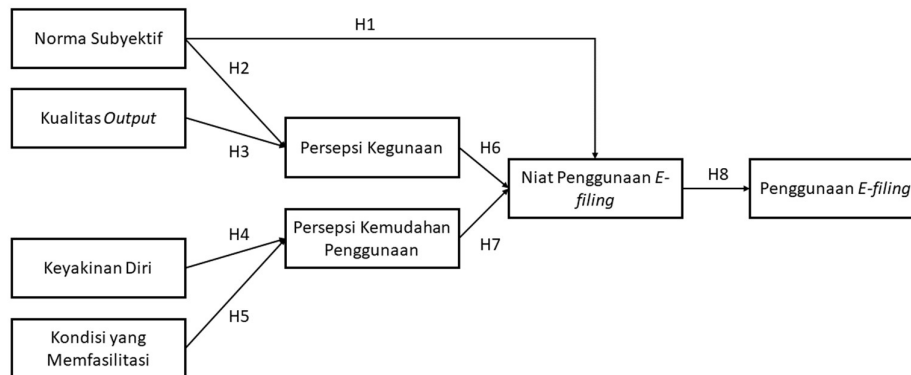 Norma Subyektif
H1
H2
Kualitas Output
H3
Persepsi Kegunaan
H6
Niat Penggunaan E-
filing
H8
Penggunaan E-filing
Keyakinan Diri
H4
Persepsi Kemudahan
Penggunaan
H7
H5
Kondisi yang
Memfasilitasi